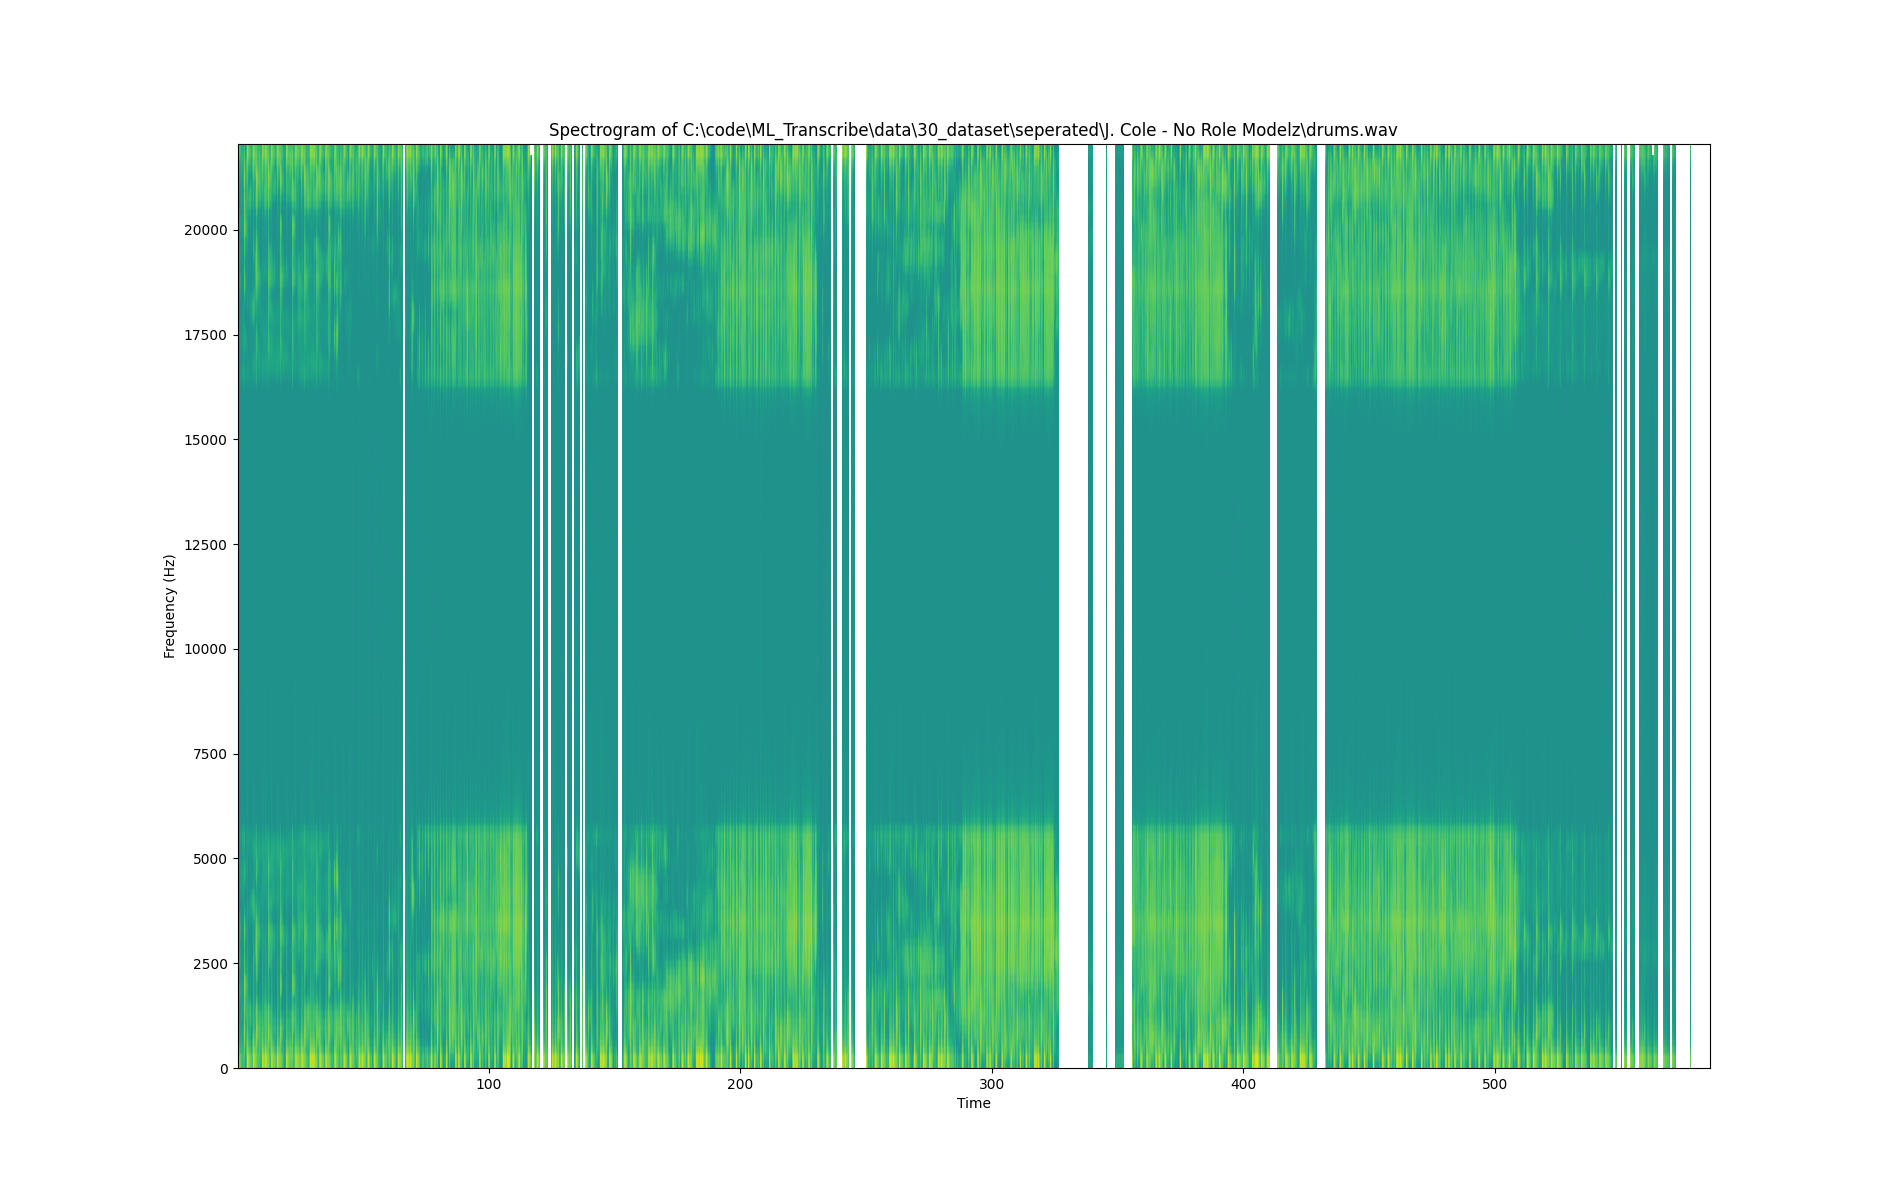 Spectrogram of C:\code\ML_Transcribe\data\30_dataset\seperated\J. Cole - No Role Modelz\drums.wav
Frequency (Hz)
20000
17500
15000
12500
10000
7500
5000
2500
0
100 200 300 400 500
Time